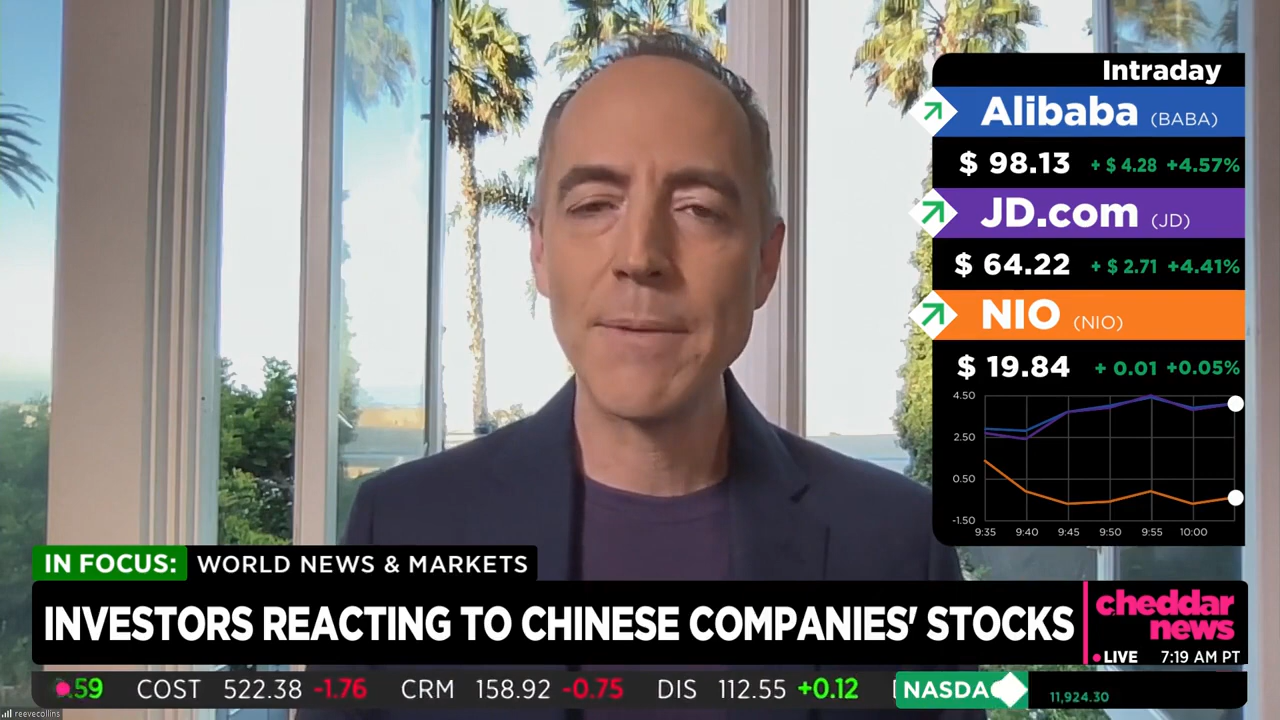 Intraday
Alibaba (BABA)
$ 98.13 + $ 4.28 +4.57%
JD.com (JD)
$ 64.22 + $ 2.71 +4.41%
NIO (NIO)
$ 19.84 + 0.01 +0.05%
4.50
2.50
0.50
-1.50
9:35 9:40 9:45 9:50 9:55 10:00
IN FOCUS: WORLD NEWS & MARKETS
INVESTORS REACTING TO CHINESE COMPANIES' STOCKS
cheddar
news
LIVE 7:19 AM PT
.59 COST 522.38 -1.76 CRM 158.92 -0.75 DIS 112.55 +0.12
NASDA
11,924.30
reevecollins